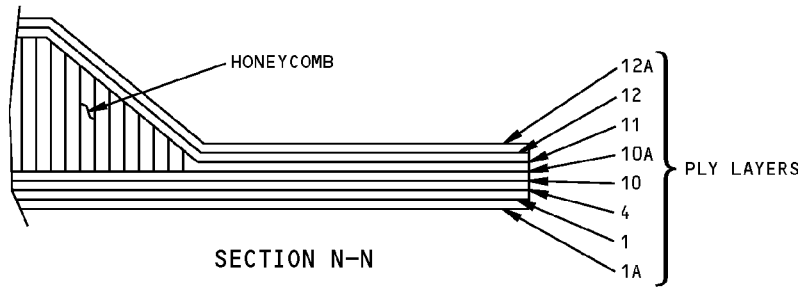 HONEYCOMB
12A
12
11
10A
10
4
1
1A
PLY LAYERS
SECTION N-N